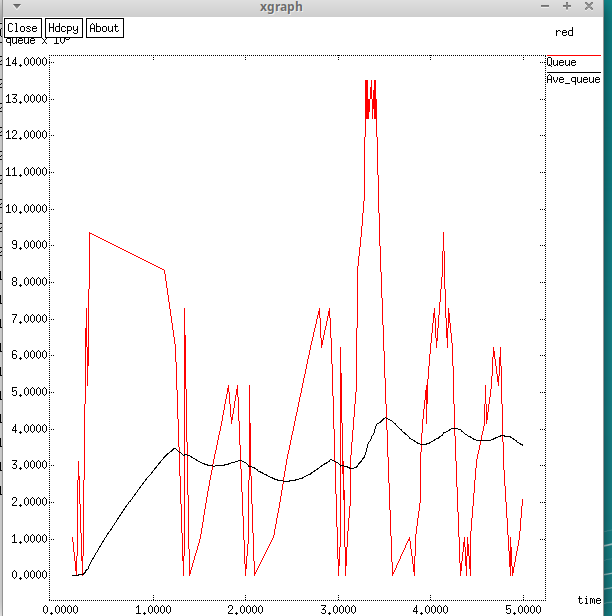 xgraph
Close Hdcpy About
red
queue x 10
Queue
Ave_queue
14.0000
13.0000
12.0000
11.0000
10.0000
9.0000
8.0000
7.0000
6.0000
5.0000
4.0000
3.0000
2.0000
1.0000
0.0000
time
0.0000 1.0000 2.0000 3.0000 4.0000 5.0000